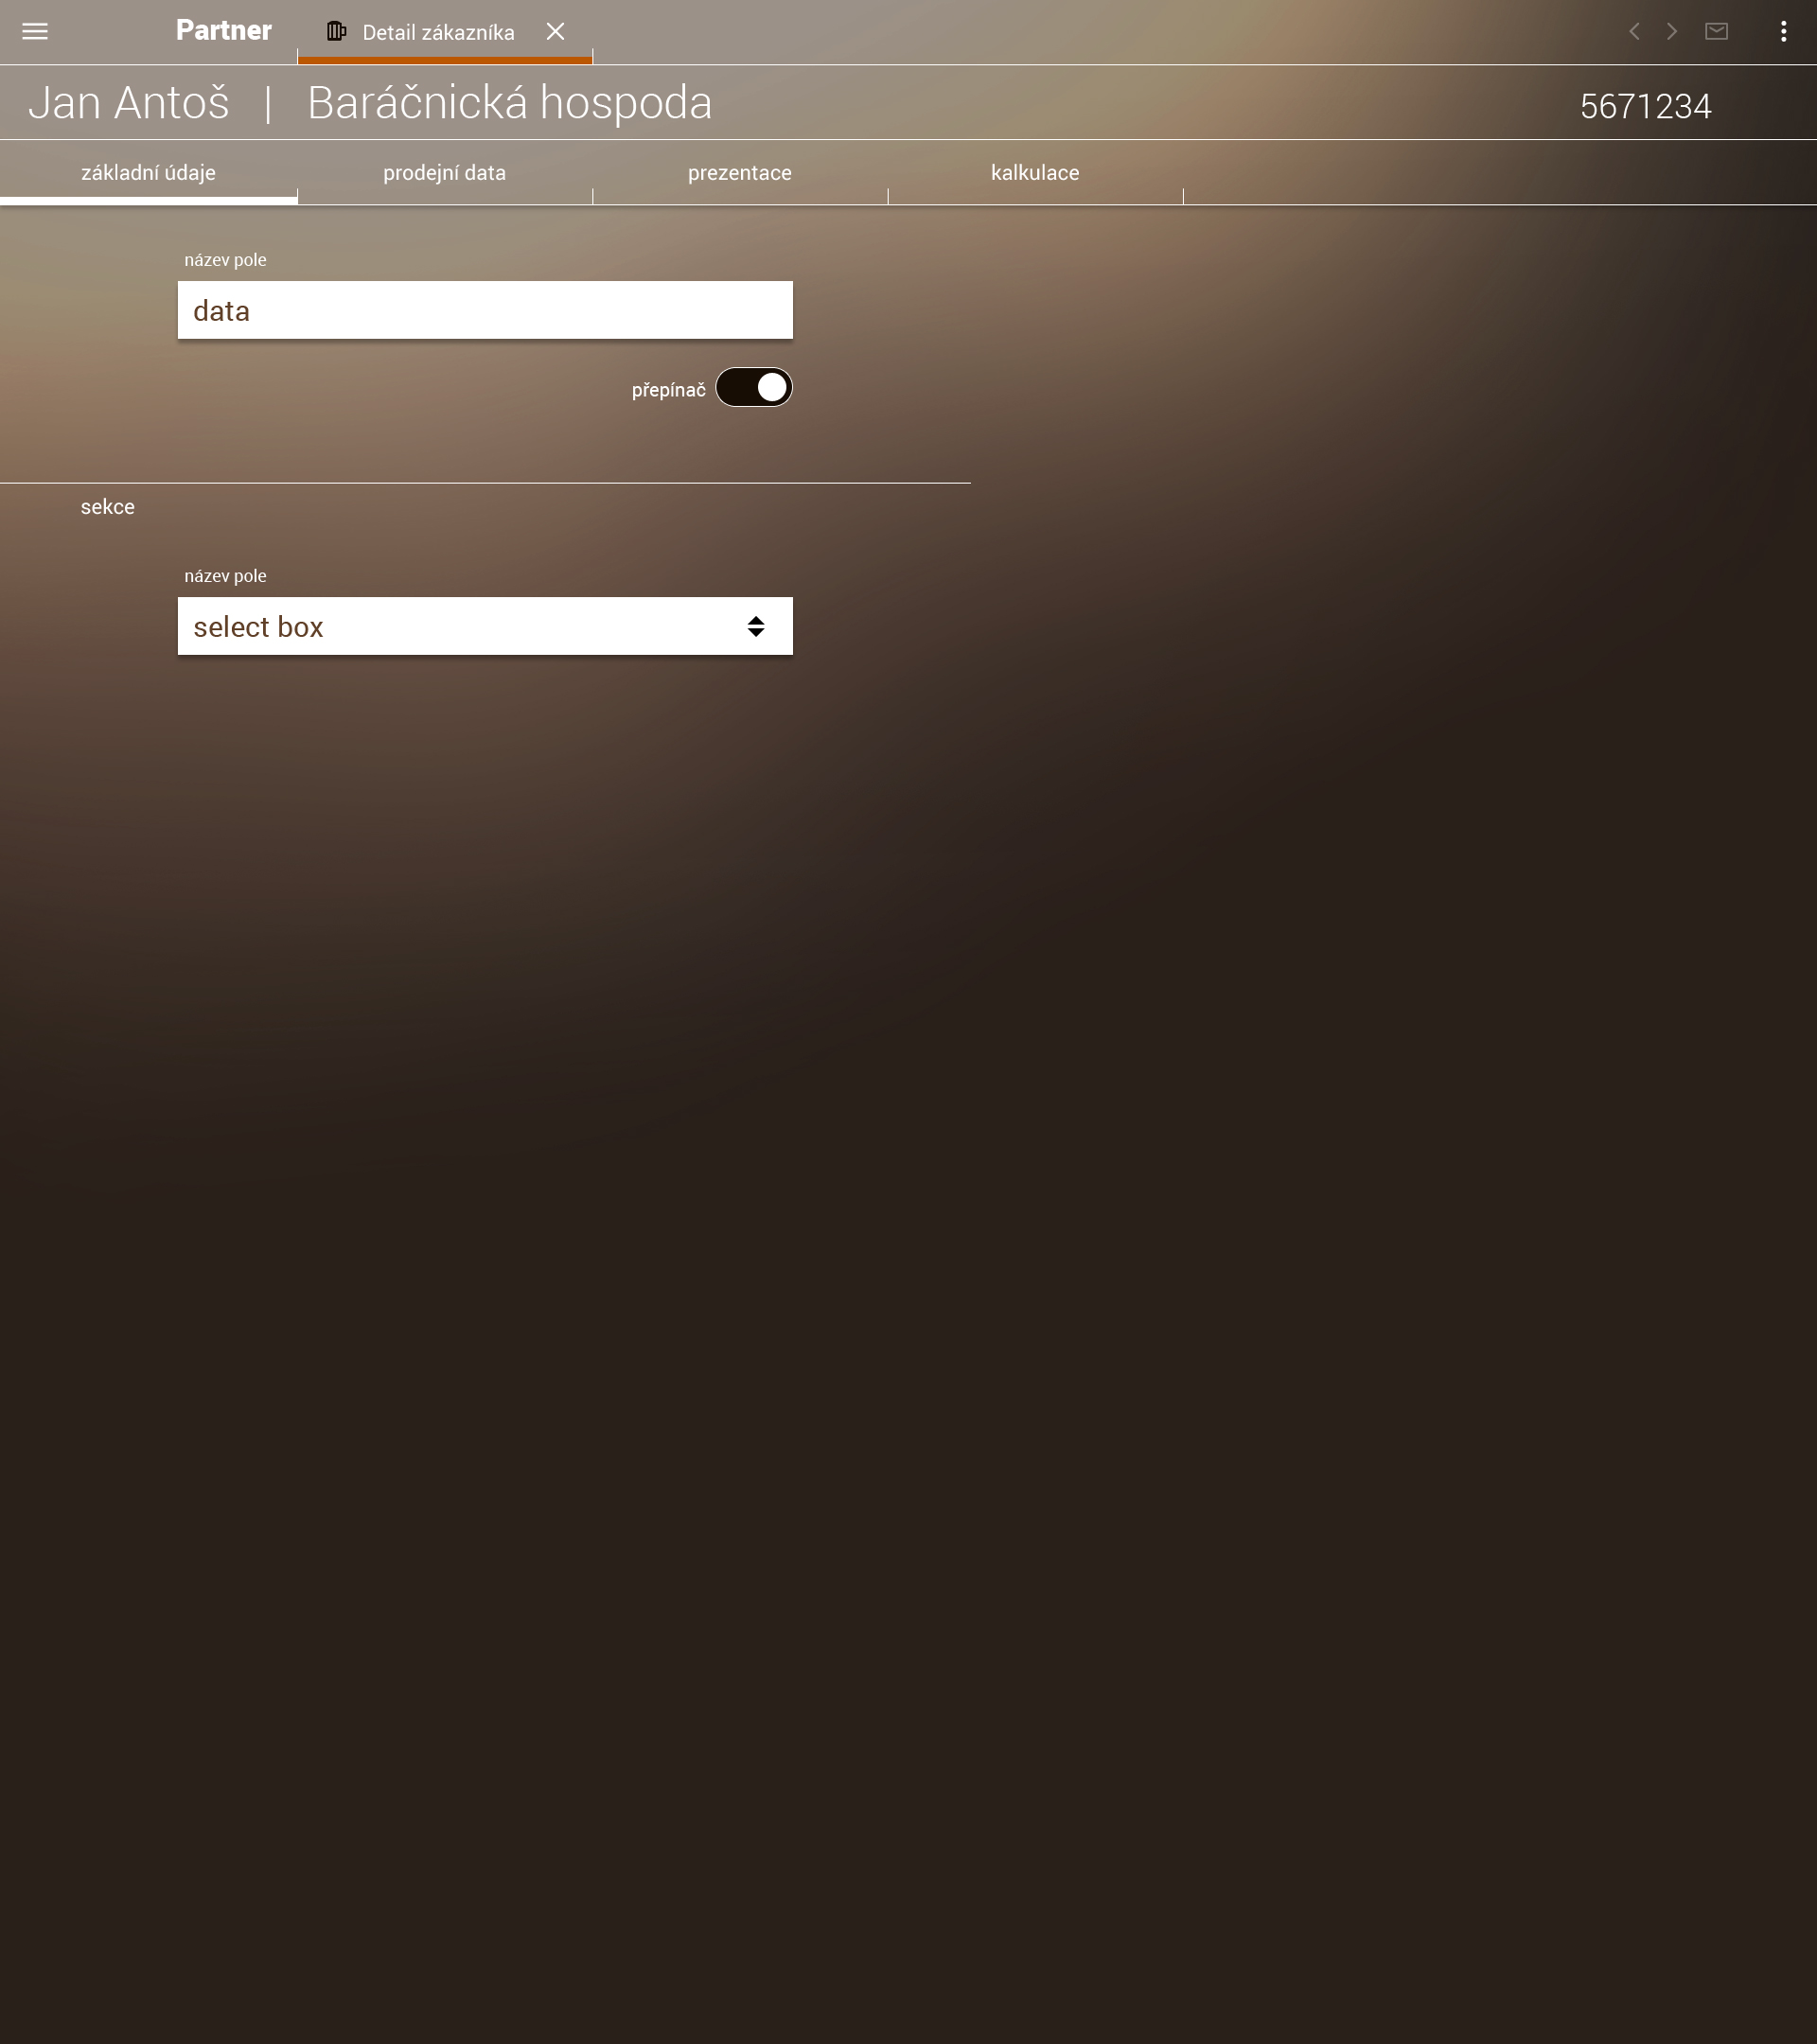 Partner
Detail zákazníka
Jan Antoš | Baráčnická hospoda
5671234
základní údaje
prodejní data
prezentace
kalkulace
název pole
data
přepínač
sekce
název pole
select box